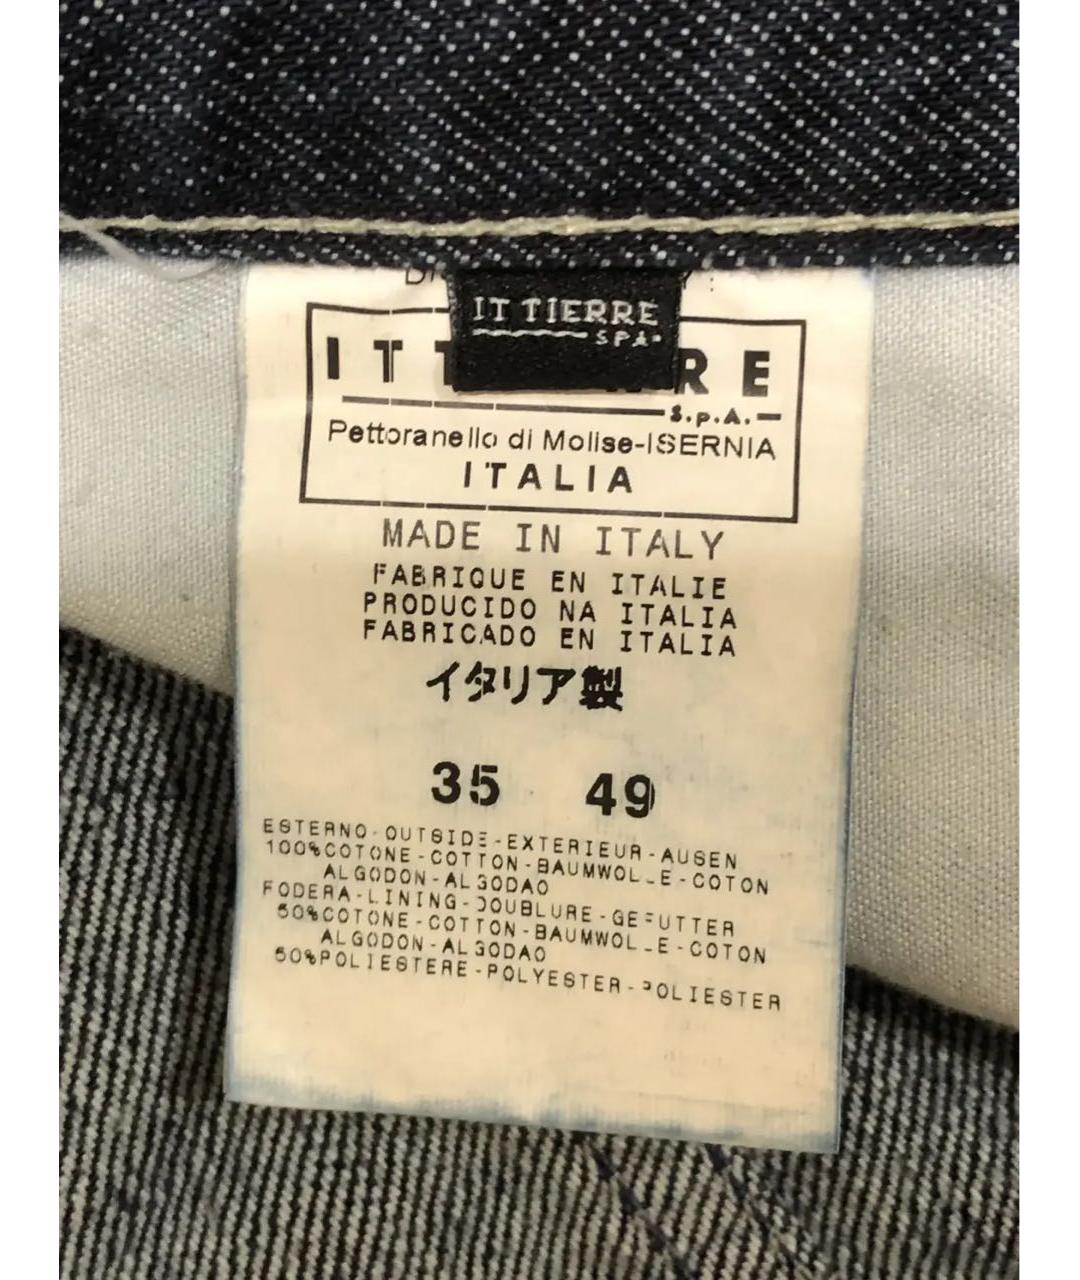 IT TIERRE
SPA
S.p.A.
Pettoranello di Molise-ISERNIA
ITALIA
MADE IN ITALY
FABRIQUE EN ITALIE
PRODUCIDO NA ITALIA
FABRICADO EN ITALIA
イタリア製
35 49
ESTERNO-OUTSIDE-EXTERIEUR-AUSEN
100%COTONE-COTTON-BAUMWOLLE-COTON
ALGODON-ALGODAO
FODERA-LINING-DOUBLURE-GEFUTTER
50%COTONE-COTTON-BAUMWOLLE-COTON
ALGODON-ALGODAO
50%POLIESTERE-POLYESTER-POLIESTER